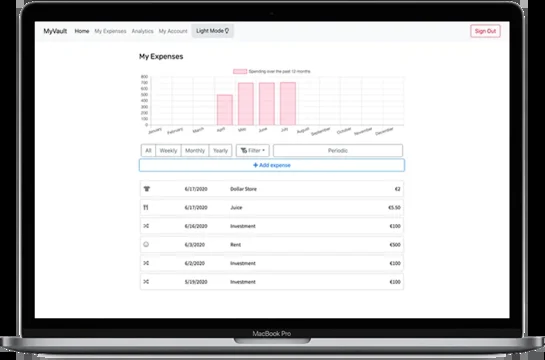 MyVault Home My Expenses Analytics My Account Light Mode Sign Out
My Expenses
Spending over the past 12 months
800
700
600
500
400
300
200
100
0
January February March April May June July August September October November December
All Weekly Monthly Yearly Filter Periodic
+ Add expense
6/17/2020 Dollar Store €2
6/17/2020 Juice €5.50
6/16/2020 Investment €100
6/3/2020 Rent €500
6/2/2020 Investment €100
5/19/2020 Investment €100
MacBook Pro